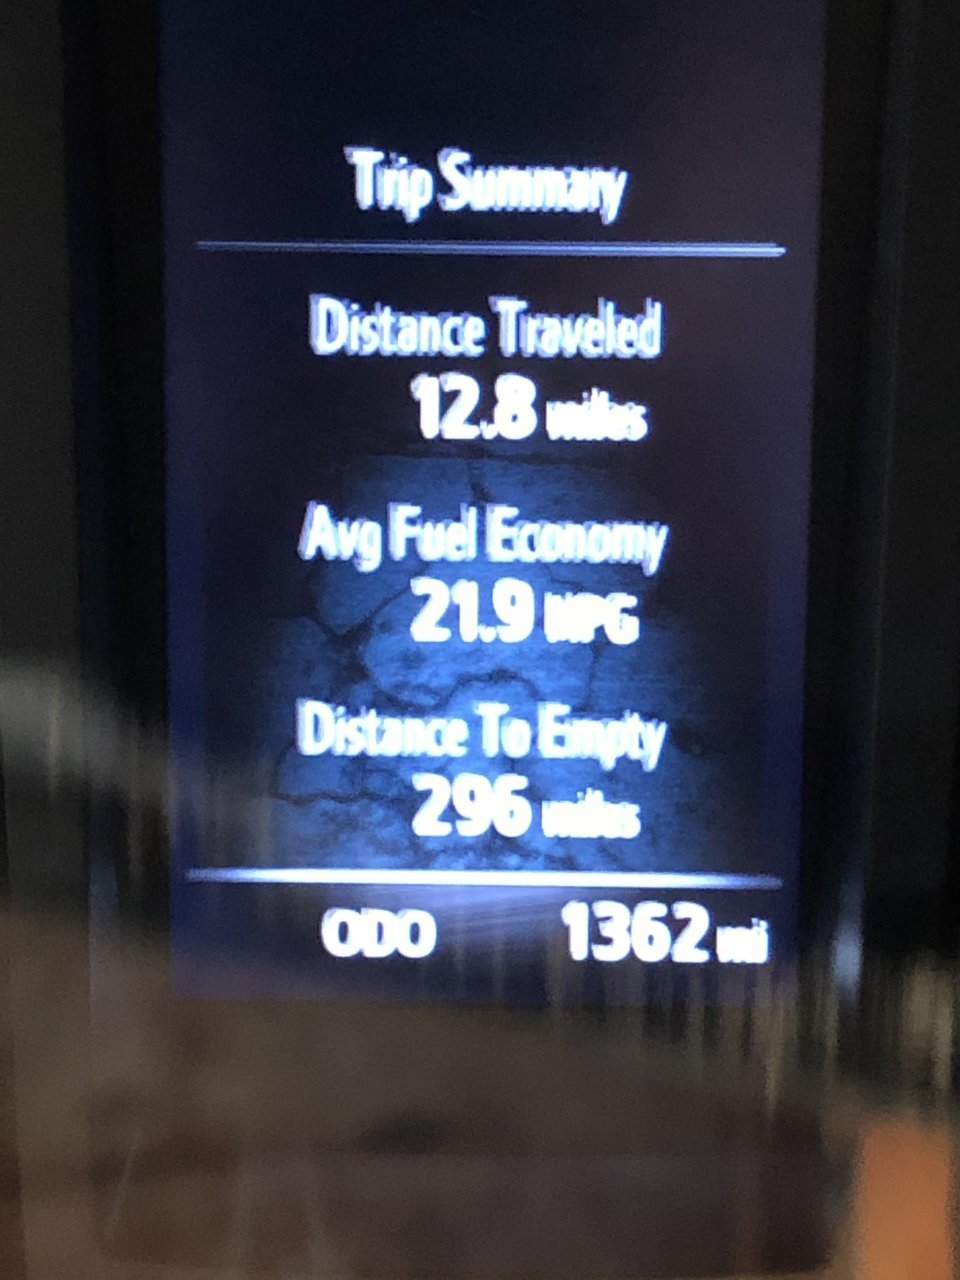 Trip Summary
Distance Traveled
12.8 miles
Avg Fuel Economy
21.9 MPG
Distance To Empty
296 miles
ODO 1362 mi